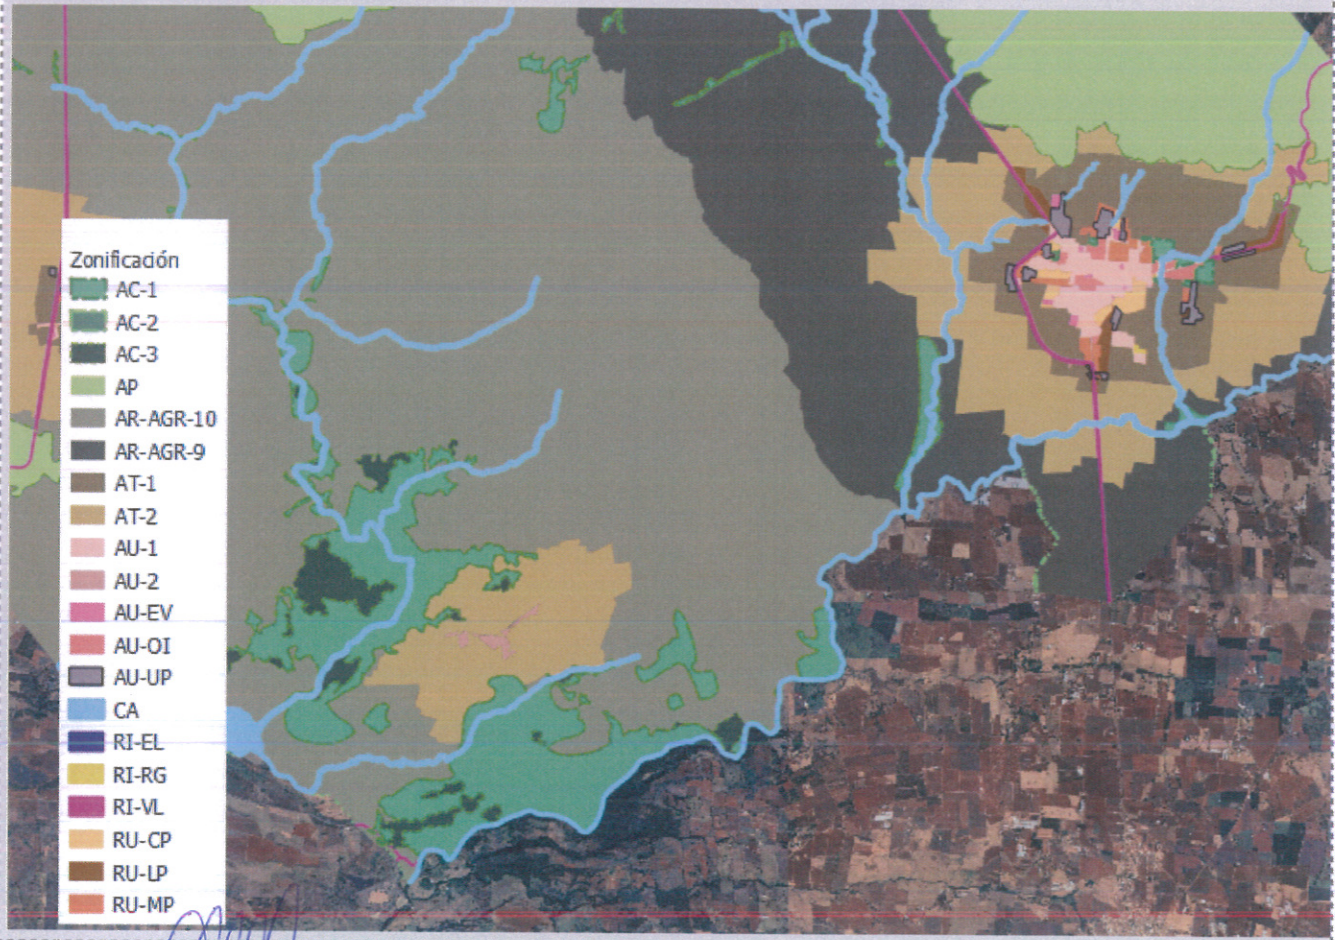 Zonificación
AC-1
AC-2
AC-3
AP
AR-AGR-10
AR-AGR-9
AT-1
AT-2
AU-1
AU-2
AU-EV
AU-OI
AU-UP
CA
RI-EL
RI-RG
RI-VL
RU-CP
RU-LP
RU-MP